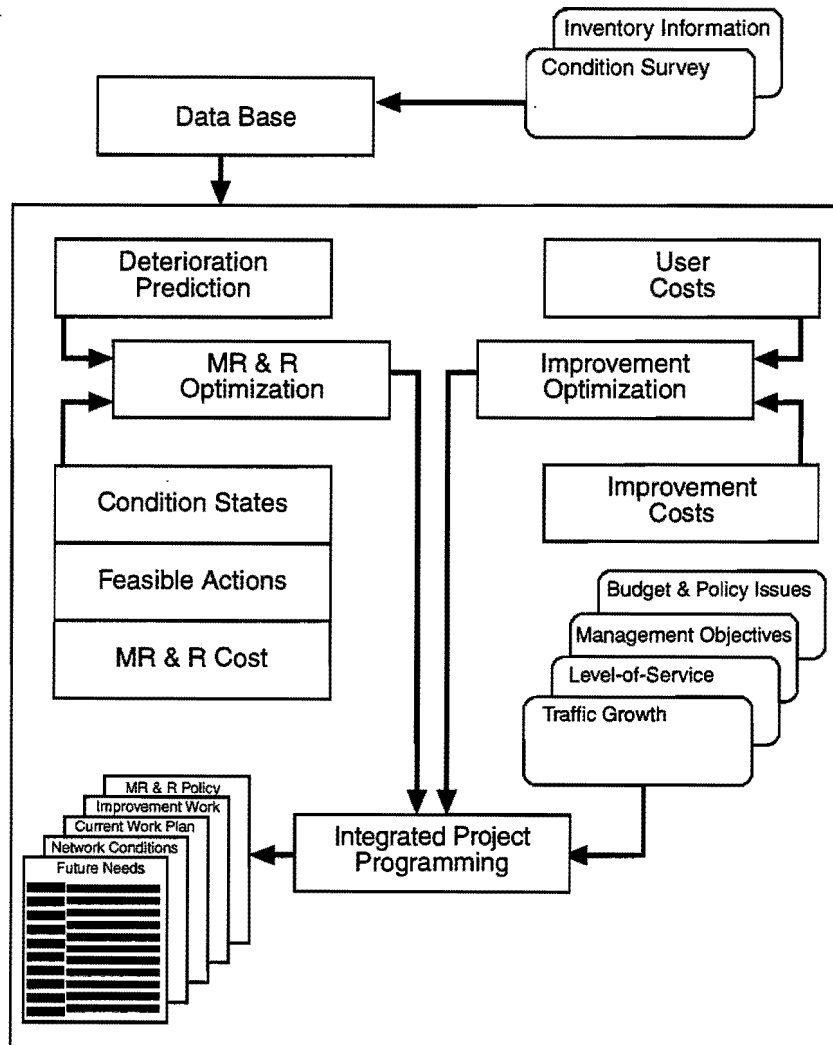 Inventory Information
Condition Survey
Data Base
Deterioration
Prediction
User
Costs
MR & R
Optimization
Improvement
Optimization
Condition States
Feasible Actions
MR & R Cost
Improvement
Costs
Budget & Policy Issues
Management Objectives
Level-of-Service
Traffic Growth
MR & R Policy
Improvement Work
Current Work Plan
Network Conditions
Future Needs
Integrated Project
Programming